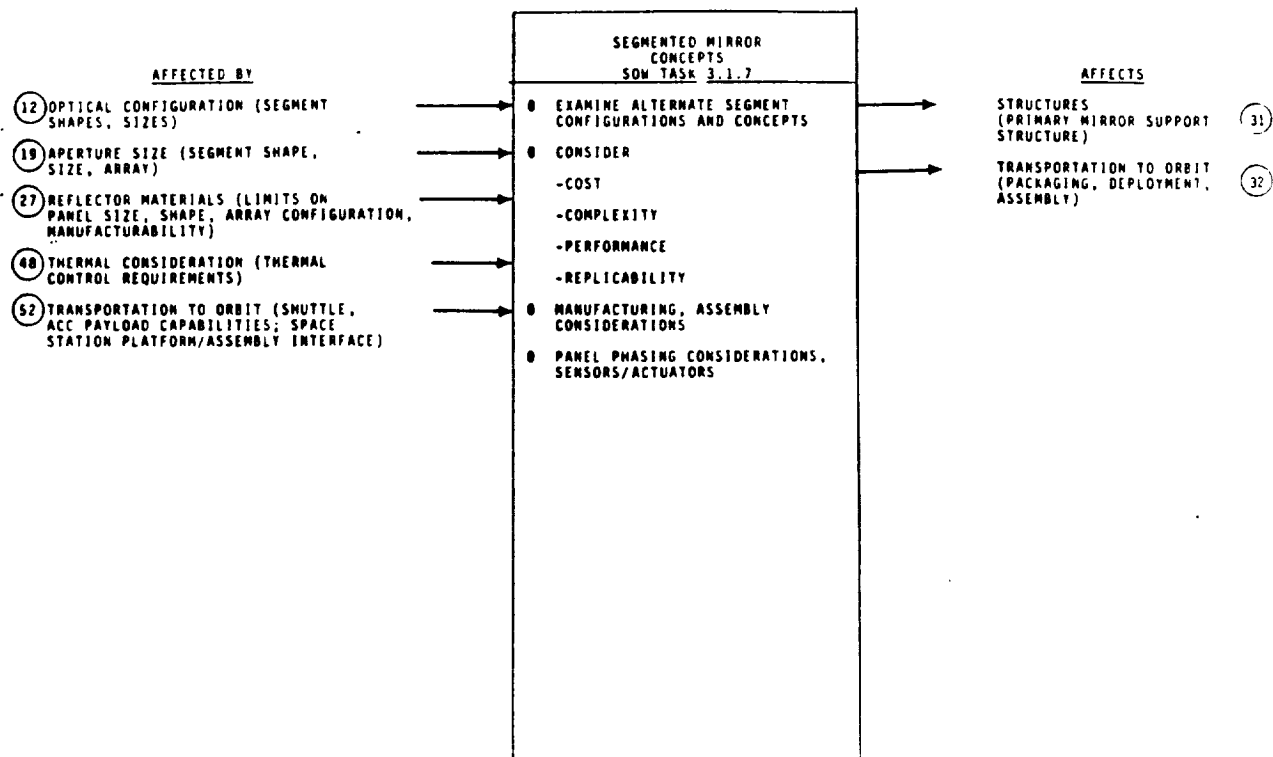 AFFECTED BY
12 OPTICAL CONFIGURATION (SEGMENT
SHAPES, SIZES)
19 APERTURE SIZE (SEGMENT SHAPE,
SIZE, ARRAY)
27 REFLECTOR MATERIALS (LIMITS ON
PANEL SIZE, SHAPE, ARRAY CONFIGURATION,
MANUFACTURABILITY)
48 THERMAL CONSIDERATION (THERMAL
CONTROL REQUIREMENTS)
52 TRANSPORTATION TO ORBIT (SHUTTLE,
ACC PAYLOAD CAPABILITIES; SPACE
STATION PLATFORM/ASSEMBLY INTERFACE)
SEGMENTED MIRROR
CONCEPTS
SOW TASK 3.1.7
EXAMINE ALTERNATE SEGMENT
CONFIGURATIONS AND CONCEPTS
CONSIDER
-COST
-COMPLEXITY
-PERFORMANCE
-REPLICABILITY
MANUFACTURING, ASSEMBLY
CONSIDERATIONS
PANEL PHASING CONSIDERATIONS,
SENSORS/ACTUATORS
AFFECTS
STRUCTURES
(PRIMARY MIRROR SUPPORT 31
STRUCTURE)
TRANSPORTATION TO ORBIT
(PACKAGING, DEPLOYMENT, 32
ASSEMBLY)